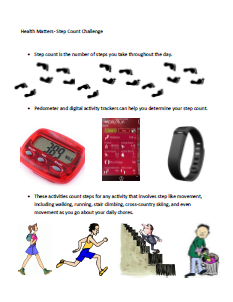 Health Matters- Step Count Challenge
• Step count is the number of steps you take throughout the day.
• Pedometer and digital activity trackers can help you determine your step count.
• These activities count steps for any activity that involves step like movement,
including walking, running, stair climbing, cross-country skiing, and even
movement as you go about your daily chores.